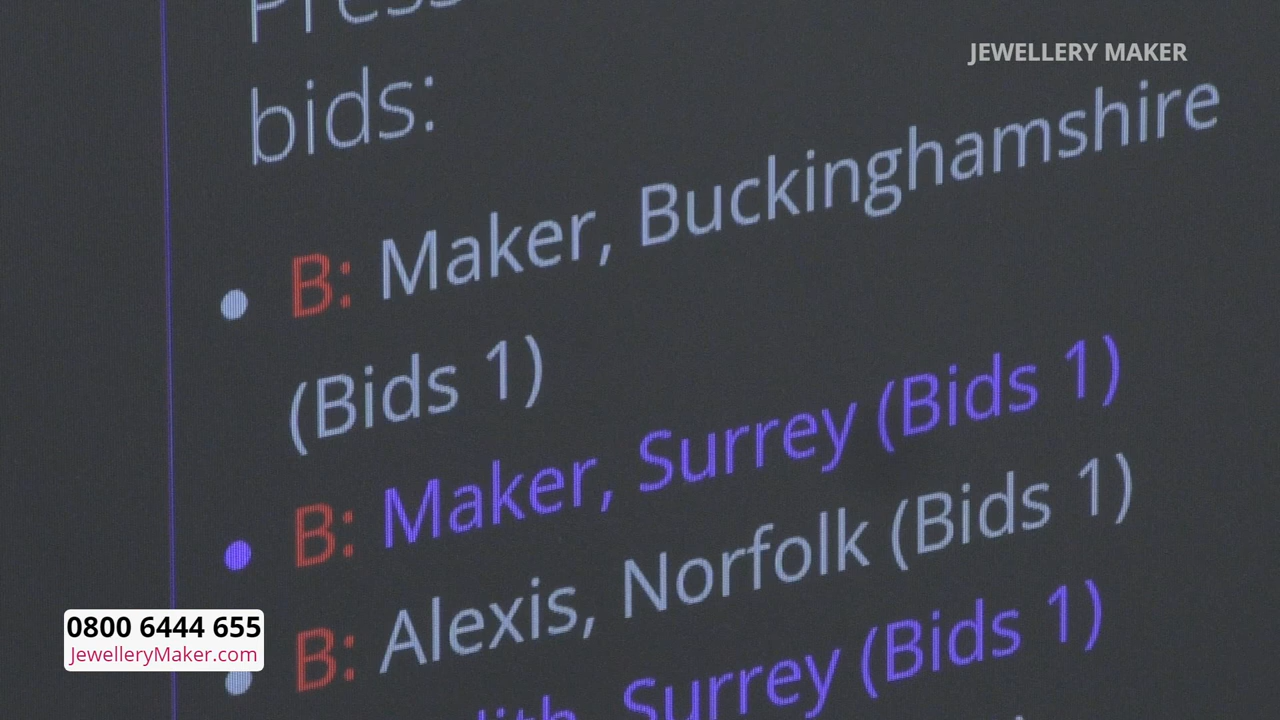 JEWELLERY MAKER
bids:
B: Maker, Buckinghamshire
(Bids 1)
B: Maker, Surrey (Bids 1)
B: Alexis, Norfolk (Bids 1)
Surrey (Bids 1)
0800 6444 655
JewelleryMaker.com